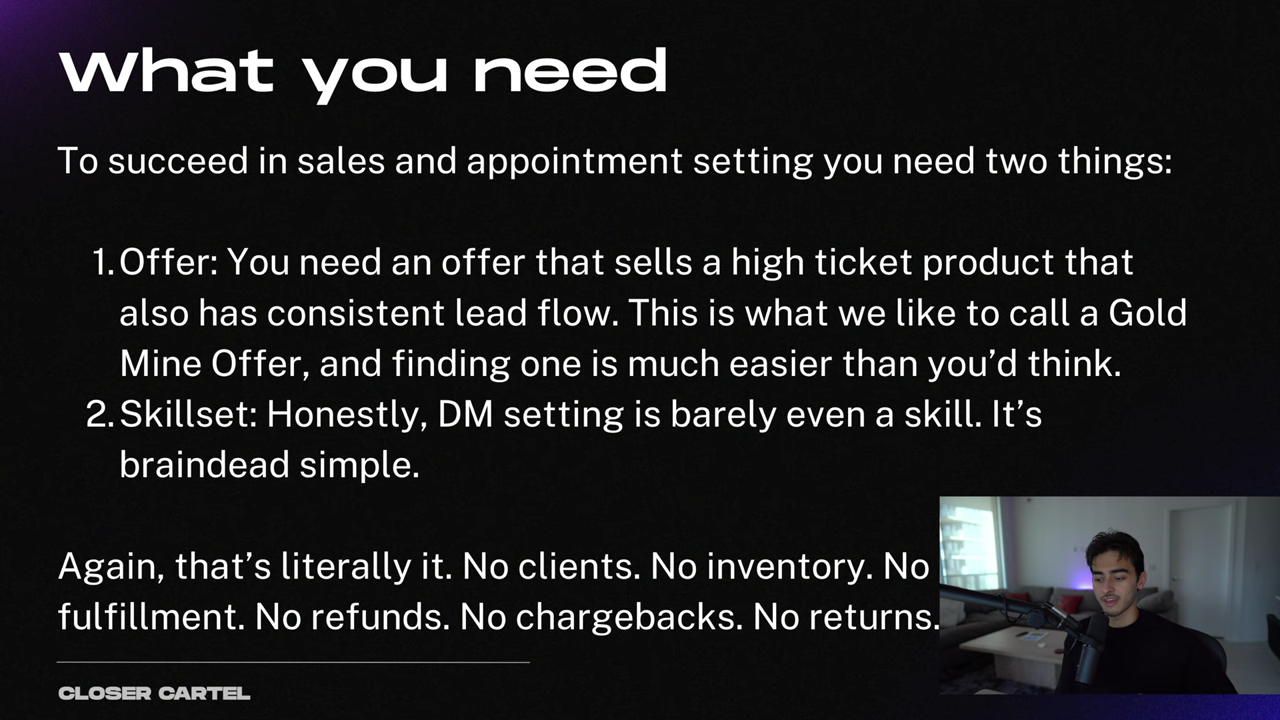 What you need
To succeed in sales and appointment setting you need two things:
1. Offer: You need an offer that sells a high ticket product that
also has consistent lead flow. This is what we like to call a Gold
Mine Offer, and finding one is much easier than you’d think.
2. Skillset: Honestly, DM setting is barely even a skill. It’s
braindead simple.
Again, that’s literally it. No clients. No inventory. No
fulfillment. No refunds. No chargebacks. No returns.
CLOSER CARTEL